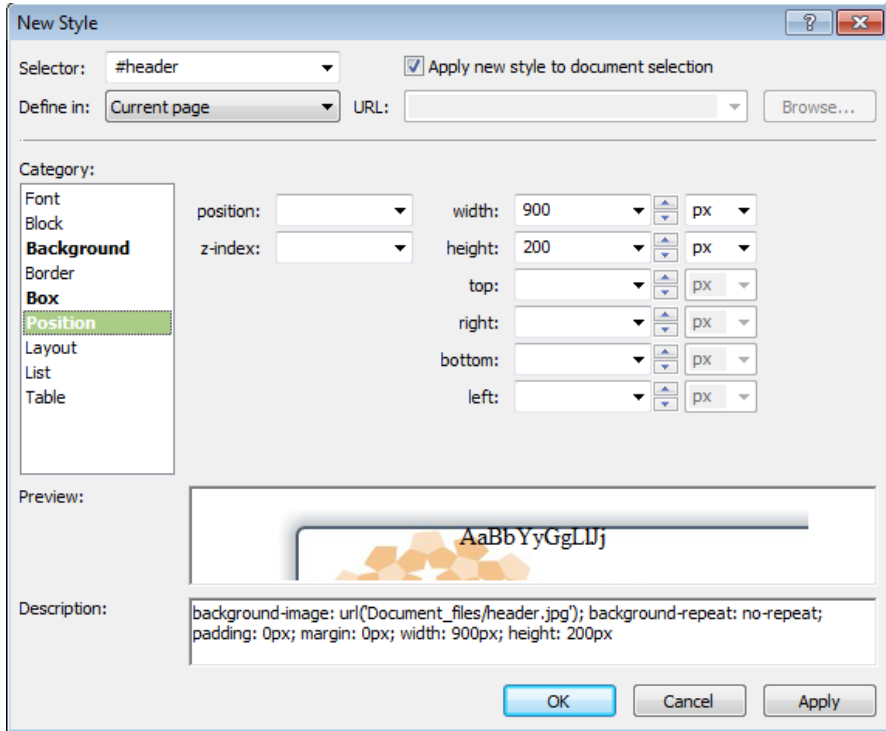 New Style
Selector: #header Apply new style to document selection
Define in: Current page URL: Browse...
Category:
Font
Block
Background
Border
Box
Position
Layout
List
Table
position: width: 900 px
z-index: height: 200 px
top: px
right: px
bottom: px
left: px
Preview:
AaBbYyGgLlJj
Description:
background-image: url('Document_files/header.jpg'); background-repeat: no-repeat;
padding: 0px; margin: 0px; width: 900px; height: 200px
OK Cancel Apply